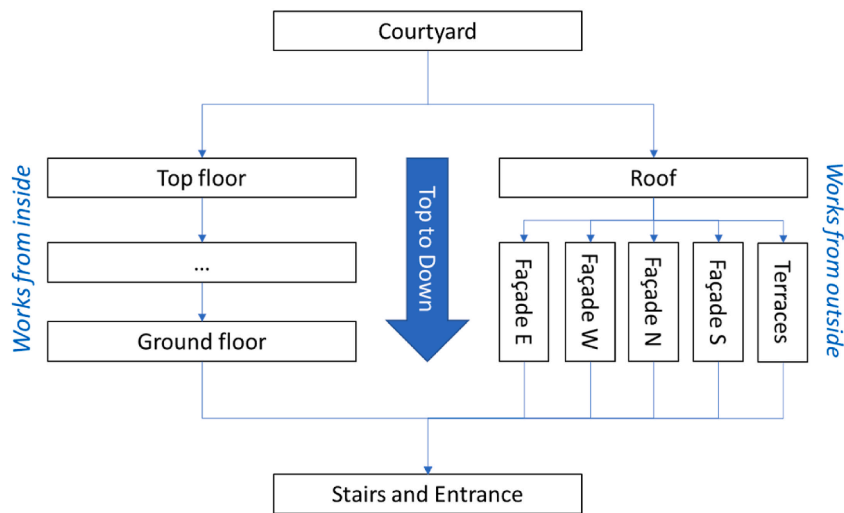 Courtyard
Works from inside
Top floor
...
Ground floor
Top to Down
Roof
Façade E
Façade W
Façade N
Façade S
Terraces
Works from outside
Stairs and Entrance